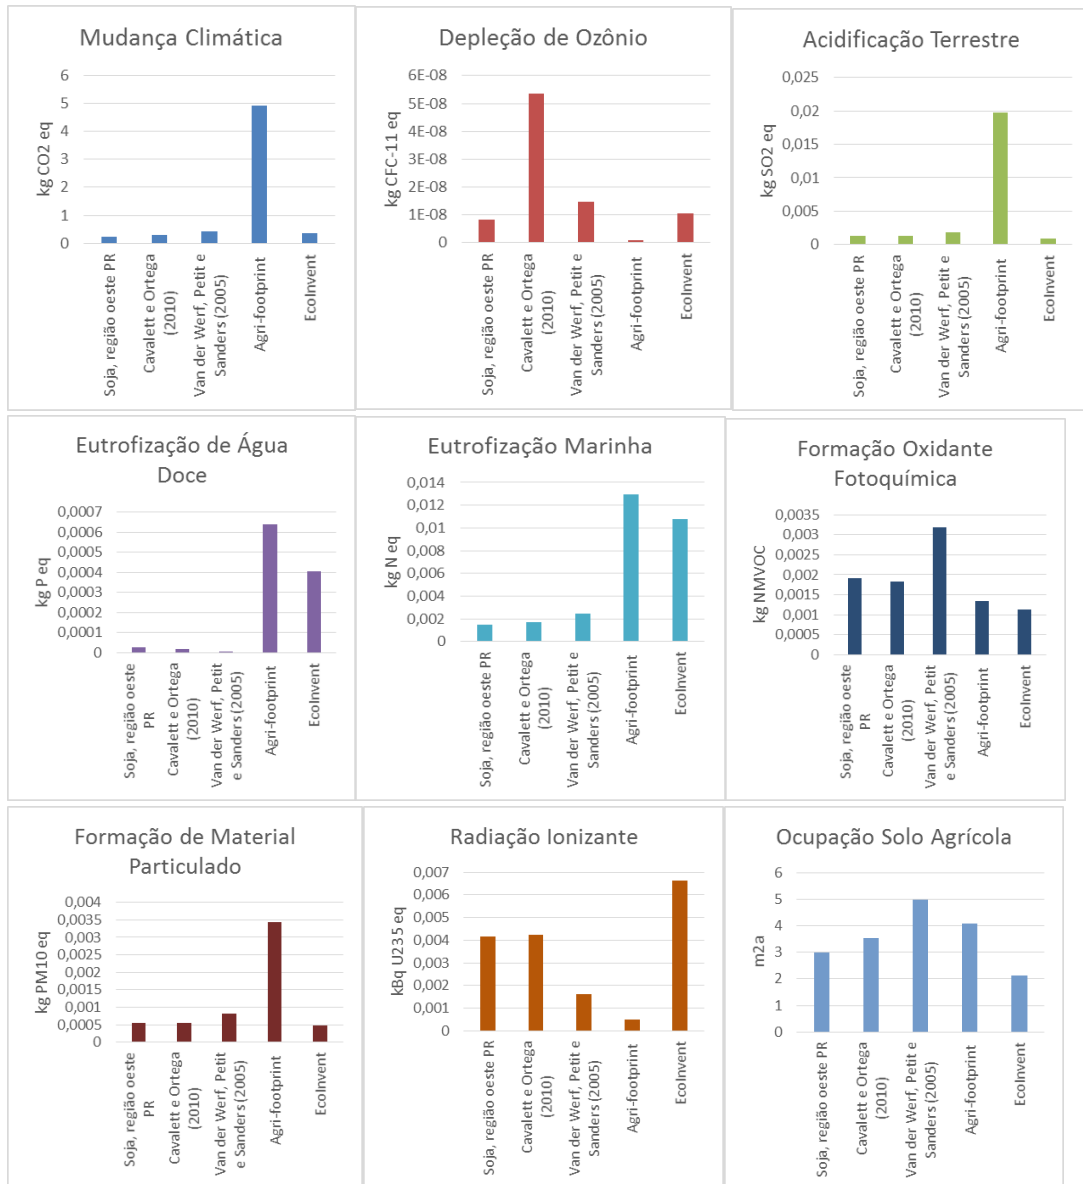 Mudança Climática
kg CO2 eq
6
5
4
3
2
1
0
Soja, região oeste PR
Cavalett e Ortega
(2010)
Van der Werf, Petit e
Sanders (2005)
Agri-footprint
EcoInvent
Depleção de Ozônio
kg CFC-11 eq
6E-08
5E-08
4E-08
3E-08
2E-08
1E-08
0
Soja, região oeste PR
Cavalett e Ortega
(2010)
Van der Werf, Petit e
Sanders (2005)
Agri-footprint
EcoInvent
Acidificação Terrestre
kg SO2 eq
0,025
0,02
0,015
0,01
0,005
0
Soja, região oeste PR
Cavalett e Ortega
(2010)
Van der Werf, Petit e
Sanders (2005)
Agri-footprint
EcoInvent
Eutrofização de Água
Doce
kg P eq
0,0007
0,0006
0,0005
0,0004
0,0003
0,0002
0,0001
0
Soja, região oeste
PR
Cavalett e Ortega
(2010)
Van der Werf, Petit
e Sanders (2005)
Agri-footprint
EcoInvent
Eutrofização Marinha
kg N eq
0,014
0,012
0,01
0,008
0,006
0,004
0,002
0
Soja, região oeste PR
Cavalett e Ortega
(2010)
Van der Werf, Petit e
Sanders (2005)
Agri-footprint
EcoInvent
Formação Oxidante
Fotoquímica
kg NMVOC
0,0035
0,003
0,0025
0,002
0,0015
0,001
0,0005
0
Soja, região oeste
PR
Cavalett e Ortega
(2010)
Van der Werf, Petit
e Sanders (2005)
Agri-footprint
EcoInvent
Formação de Material
Particulado
kg PM10 eq
0,004
0,0035
0,003
0,0025
0,002
0,0015
0,001
0,0005
0
Soja, região oeste
PR
Cavalett e Ortega
(2010)
Van der Werf, Petit
e Sanders (2005)
Agri-footprint
EcoInvent
Radiação Ionizante
kBq U235 eq
0,007
0,006
0,005
0,004
0,003
0,002
0,001
0
Soja, região oeste PR
Cavalett e Ortega
(2010)
Van der Werf, Petit e
Sanders (2005)
Agri-footprint
EcoInvent
Ocupação Solo Agrícola
m2a
6
5
4
3
2
1
0
Soja, região oeste PR
Cavalett e Ortega
(2010)
Van der Werf, Petit e
Sanders (2005)
Agri-footprint
EcoInvent